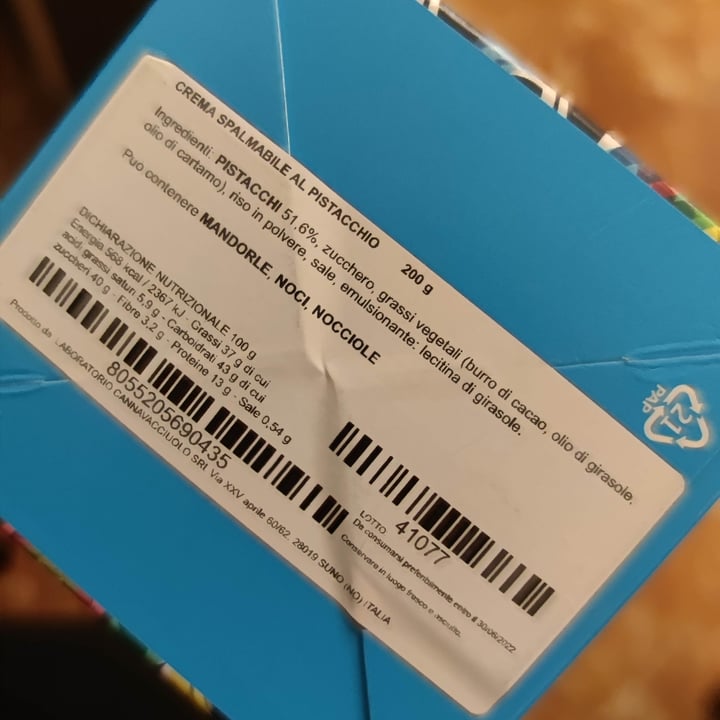 CREMA SPALMABILE AL PISTACCHIO 200 g
Ingredienti: PISTACCHI 51,6%, zucchero, grassi vegetali (burro di cacao, olio di girasole,
olio di cartamo), riso in polvere, sale, emulsionante: lecitina di girasole.
Può contenere MANDORLE, NOCI, NOCCIOLE
DICHIARAZIONE NUTRIZIONALE 100 g
Energia 568 kcal / 2367 kJ - Grassi 37 g di cui
acidi grassi saturi 5,9 g - Carboidrati 43 g di cui
zuccheri 40 g - Fibre 3,2 g - Proteine 13 g - Sale 0,54 g
8055205690435
Prodotto da LABORATORIO CANNAVACCIUOLO SRL Via XXV aprile 60/62, 28019 SUNO (NO) ITALIA
LOTTO 41077
Da consumarsi preferibilmente entro il 30/06/2022
Conservare in luogo fresco e asciutto.
21
PAP